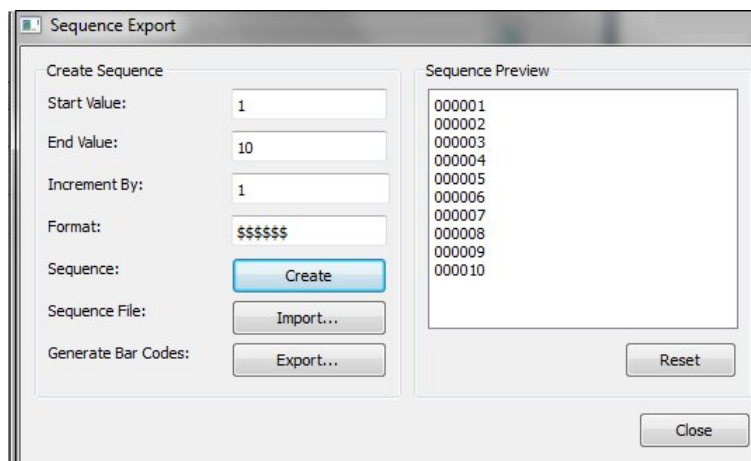 Sequence Export
Create Sequence
Start Value:
1
End Value:
10
Increment By:
1
Format:
$$$$$$
Sequence:
Create
Sequence File:
Import...
Generate Bar Codes:
Export...
Sequence Preview
000001
000002
000003
000004
000005
000006
000007
000008
000009
000010
Reset
Close